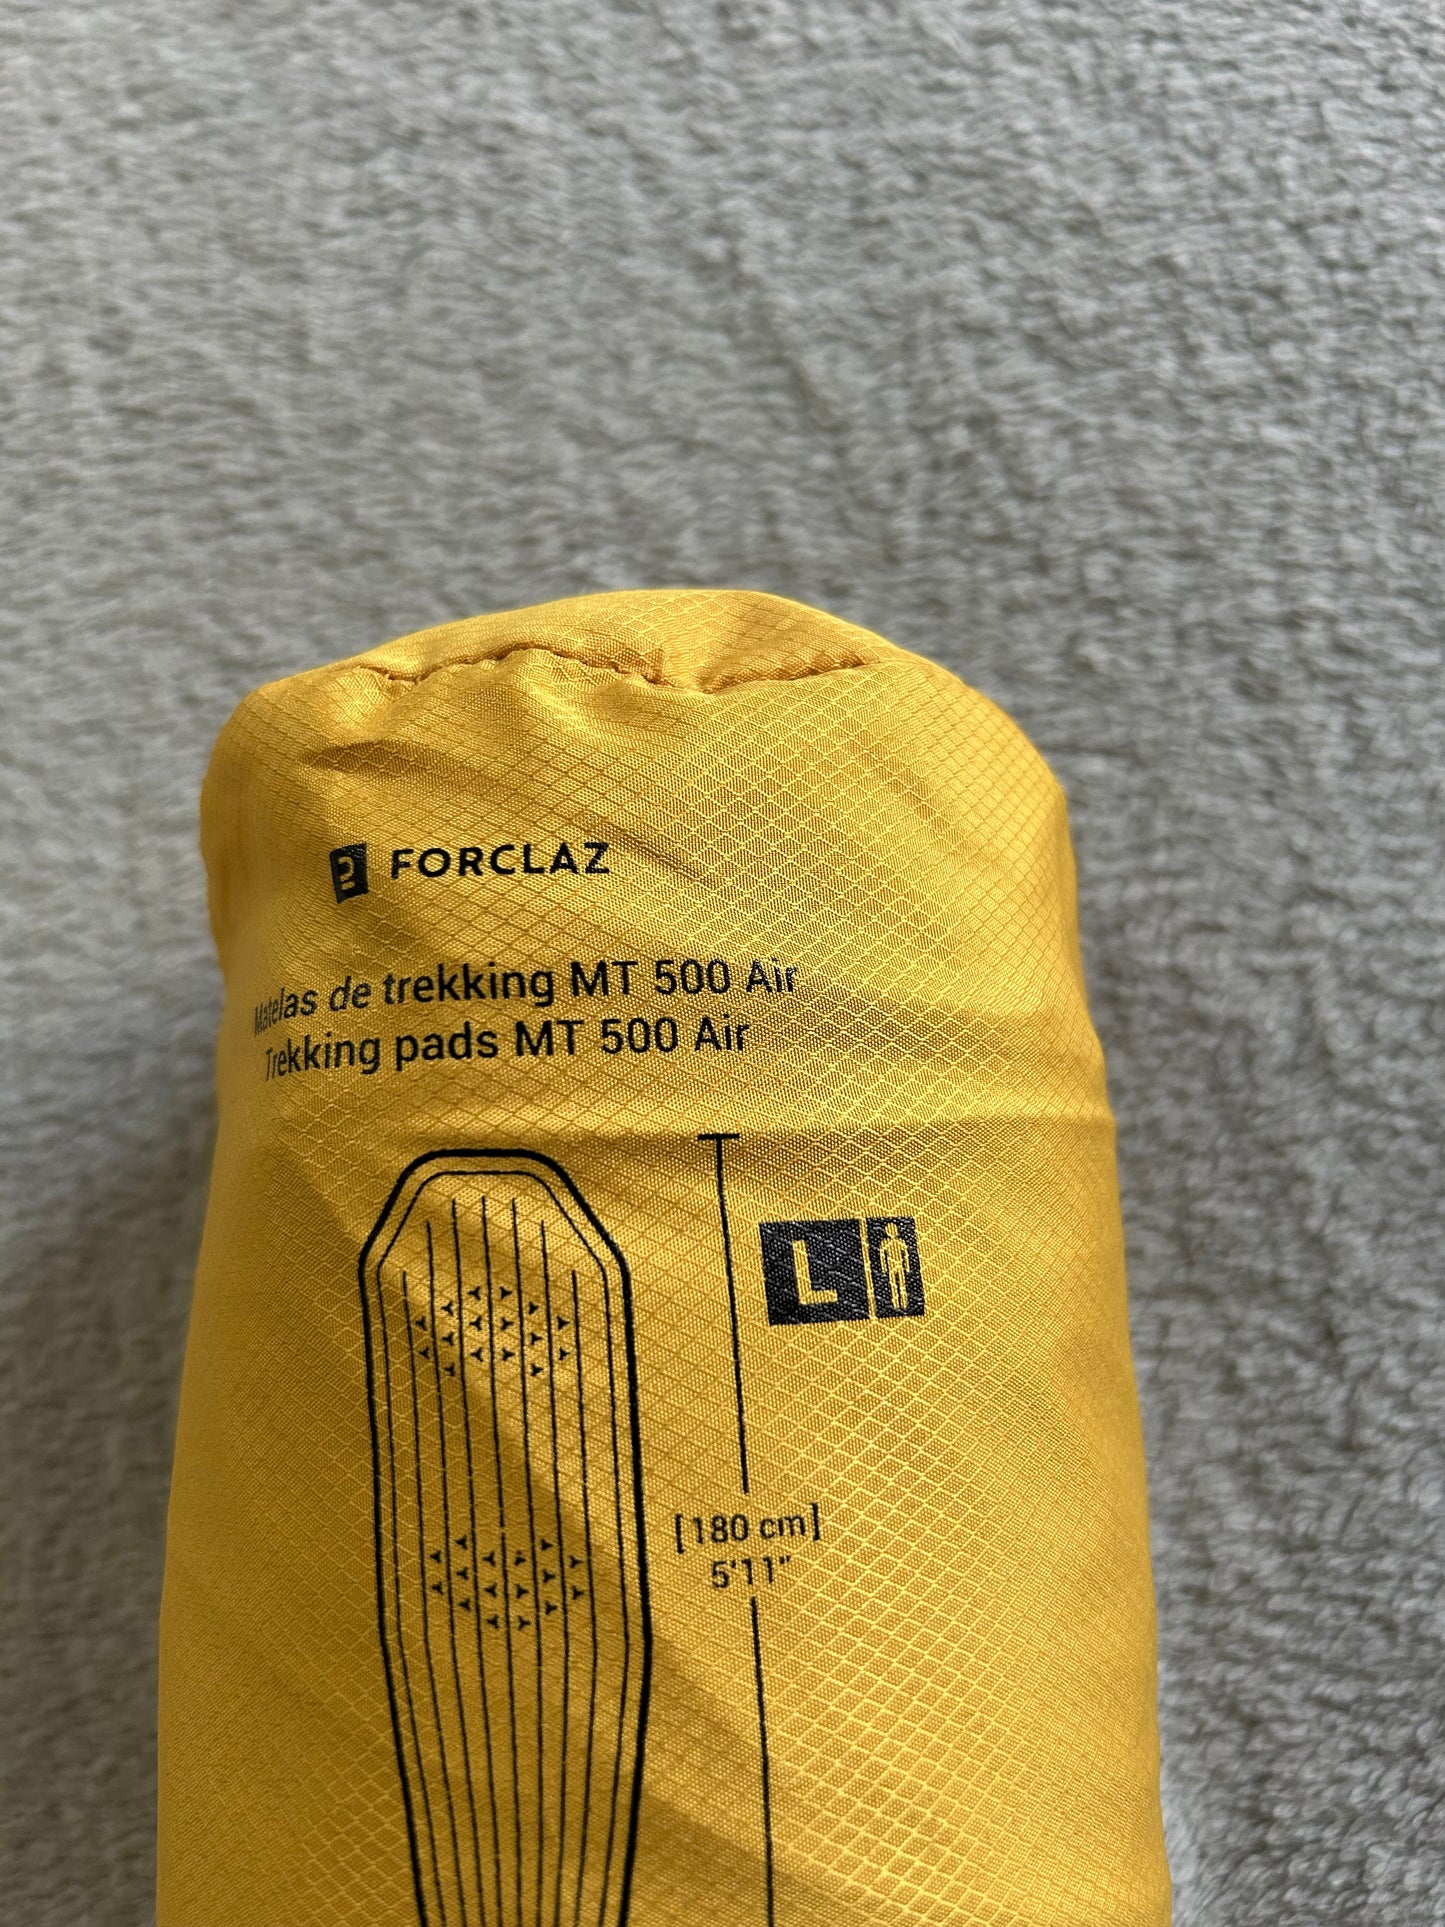 FORCLAZ
Matelas de trekking MT 500 Air
Trekking pads MT 500 Air
L
[180 cm]
5'11"